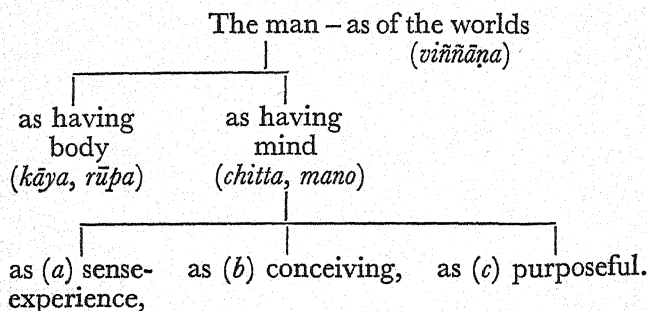 The man – as of the worlds
(viññāṇa)
as having
body
(kāya, rūpa)
as having
mind
(chitta, mano)
as (a) sense-
experience,
as (b) conceiving,
as (c) purposeful.